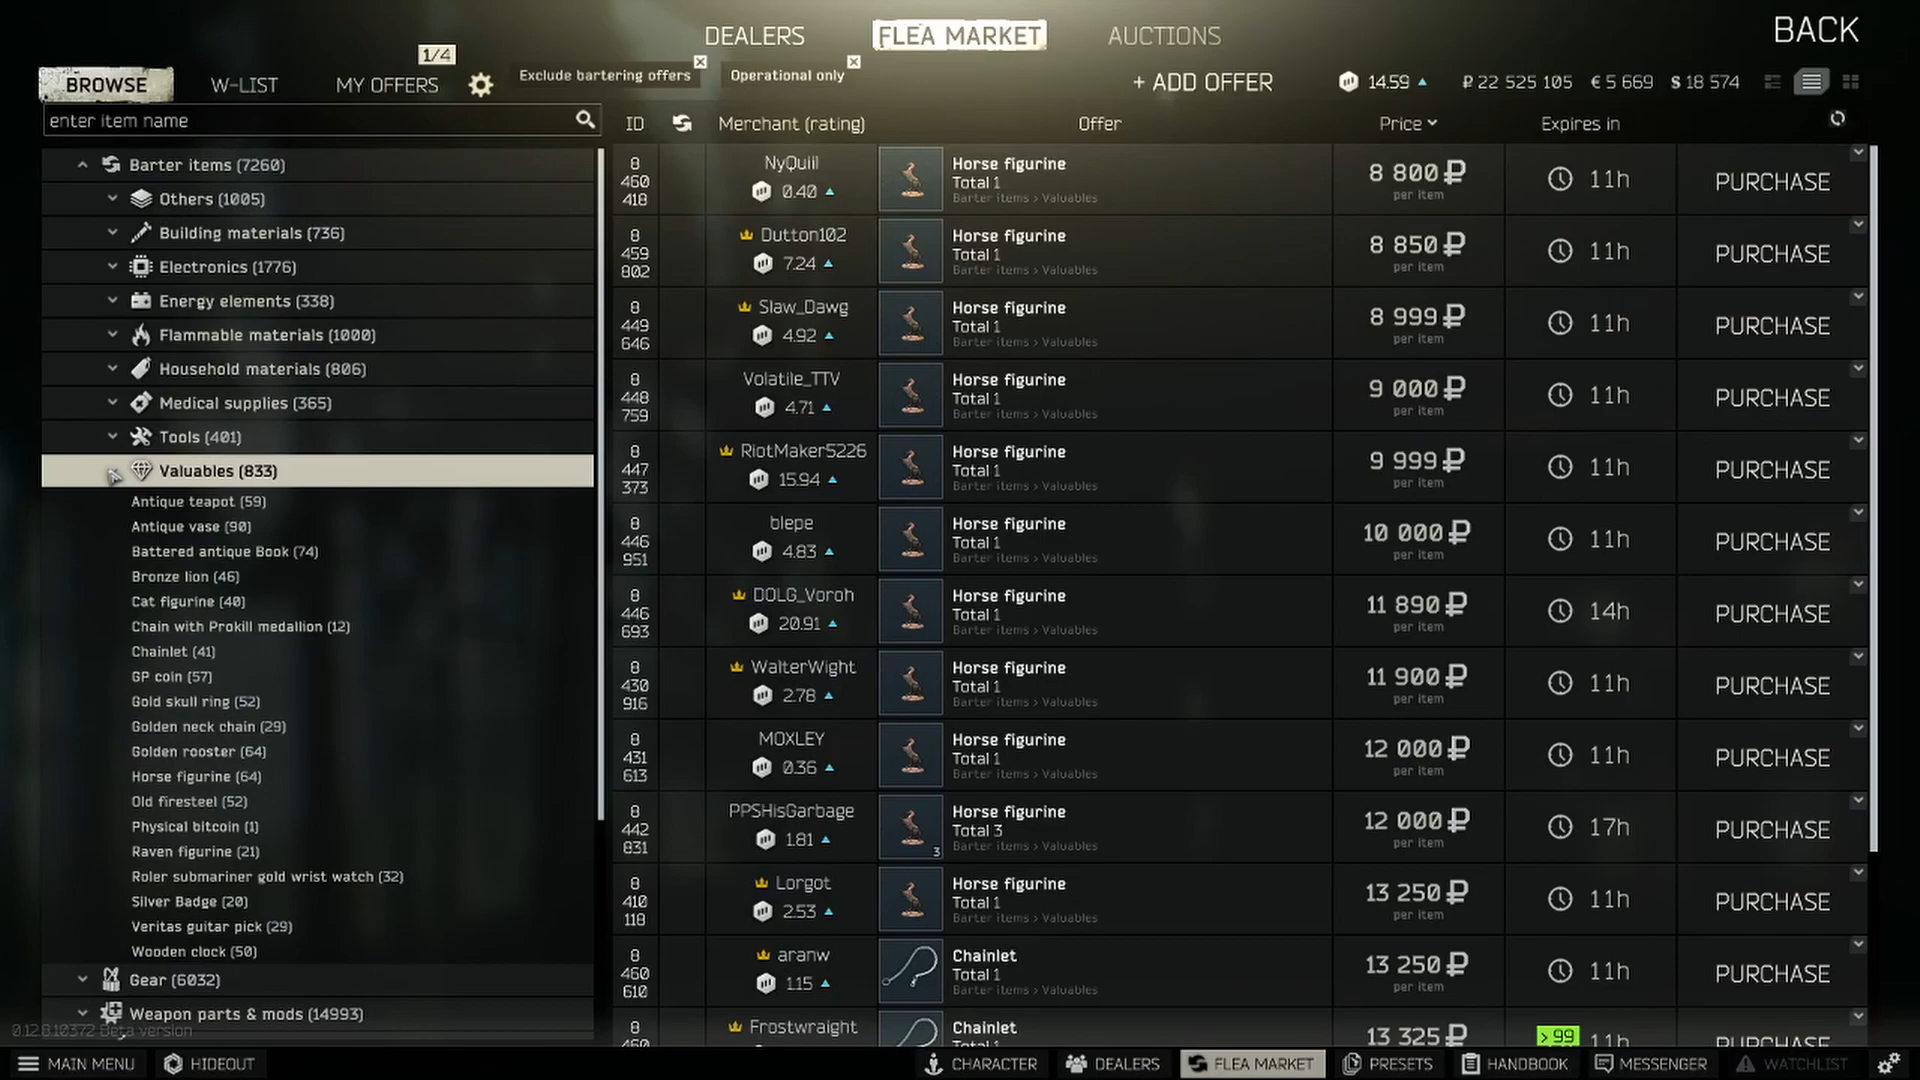 DEALERS
FLEA MARKET
AUCTIONS
BACK
1/4
BROWSE
W-LIST
MY OFFERS
Exclude bartering offers
Operational only
+ ADD OFFER
14.59
₽ 22 525 105
€ 5 669
$ 18 574
enter item name
ID
Merchant (rating)
Offer
Price
Expires in
Barter items (7260)
Others (1005)
Building materials (736)
Electronics (1776)
Energy elements (338)
Flammable materials (1000)
Household materials (806)
Medical supplies (365)
Tools (401)
Valuables (833)
Antique teapot (59)
Antique vase (90)
Battered antique Book (74)
Bronze lion (46)
Cat figurine (40)
Chain with Prokill medallion (12)
Chainlet (41)
GP coin (57)
Gold skull ring (52)
Golden neck chain (29)
Golden rooster (64)
Horse figurine (64)
Old firesteel (52)
Physical bitcoin (1)
Raven figurine (21)
Roler submariner gold wrist watch (32)
Silver Badge (20)
Veritas guitar pick (29)
Wooden clock (50)
Gear (6032)
Weapon parts & mods (14993)
0.12.8.10372 Beta version
8
460
418
NyQuiil
0.40
Horse figurine
Total 1
Barter items > Valuables
8 800 ₽
per item
11h
PURCHASE
8
459
802
Dutton102
7.24
Horse figurine
Total 1
Barter items > Valuables
8 850 ₽
per item
11h
PURCHASE
8
449
646
Slaw_Dawg
4.92
Horse figurine
Total 1
Barter items > Valuables
8 999 ₽
per item
11h
PURCHASE
8
448
759
Volatile_TTV
4.71
Horse figurine
Total 1
Barter items > Valuables
9 000 ₽
per item
11h
PURCHASE
8
447
373
RiotMaker5226
15.94
Horse figurine
Total 1
Barter items > Valuables
9 999 ₽
per item
11h
PURCHASE
8
446
951
blepe
4.83
Horse figurine
Total 1
Barter items > Valuables
10 000 ₽
per item
11h
PURCHASE
8
446
693
DOLG_Voroh
20.91
Horse figurine
Total 1
Barter items > Valuables
11 890 ₽
per item
14h
PURCHASE
8
430
916
WalterWight
2.78
Horse figurine
Total 1
Barter items > Valuables
11 900 ₽
per item
11h
PURCHASE
8
431
613
MOXLEY
0.36
Horse figurine
Total 1
Barter items > Valuables
12 000 ₽
per item
11h
PURCHASE
8
442
831
PPSHisGarbage
1.81
3
Horse figurine
Total 3
Barter items > Valuables
12 000 ₽
per item
17h
PURCHASE
8
410
118
Lorgot
2.53
Horse figurine
Total 1
Barter items > Valuables
13 250 ₽
per item
11h
PURCHASE
8
460
610
aranw
1.15
Chainlet
Total 1
Barter items > Valuables
13 250 ₽
per item
11h
PURCHASE
8
460
Frostwraight
Chainlet
Total 1
13 325 ₽
> 99
11h
PURCHASE
MAIN MENU
HIDEOUT
CHARACTER
DEALERS
FLEA MARKET
PRESETS
HANDBOOK
MESSENGER
WATCHLIST